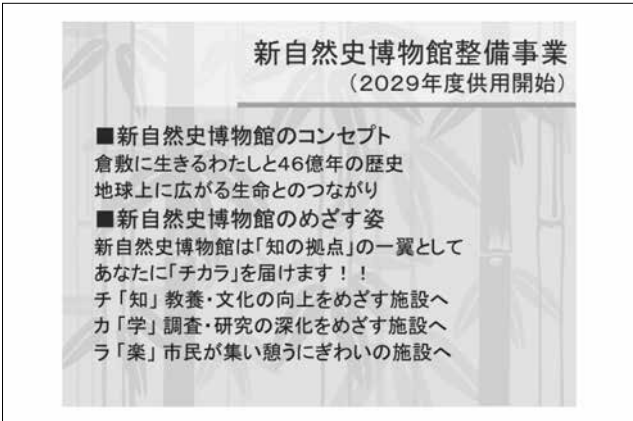 新自然史博物館整備事業
（2029年度供用開始）
■新自然史博物館のコンセプト
倉敷に生きるわたしと46億年の歴史
地球上に広がる生命とのつながり
■新自然史博物館のめざす姿
新自然史博物館は「知の拠点」の一翼として
あなたに「チカラ」を届けます！！
チ「知」教養・文化の向上をめざす施設へ
カ「学」調査・研究の深化をめざす施設へ
ラ「楽」市民が集い憩うにぎわいの施設へ